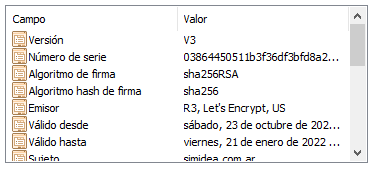 Campo Valor
Versión V3
Número de serie 03864450511b3f36df3bfd8a2...
Algoritmo de firma sha256RSA
Algoritmo hash de firma sha256
Emisor R3, Let's Encrypt, US
Válido desde sábado, 23 de octubre de 202...
Válido hasta viernes, 21 de enero de 2022 ...
Sujeto simidea.com.ar